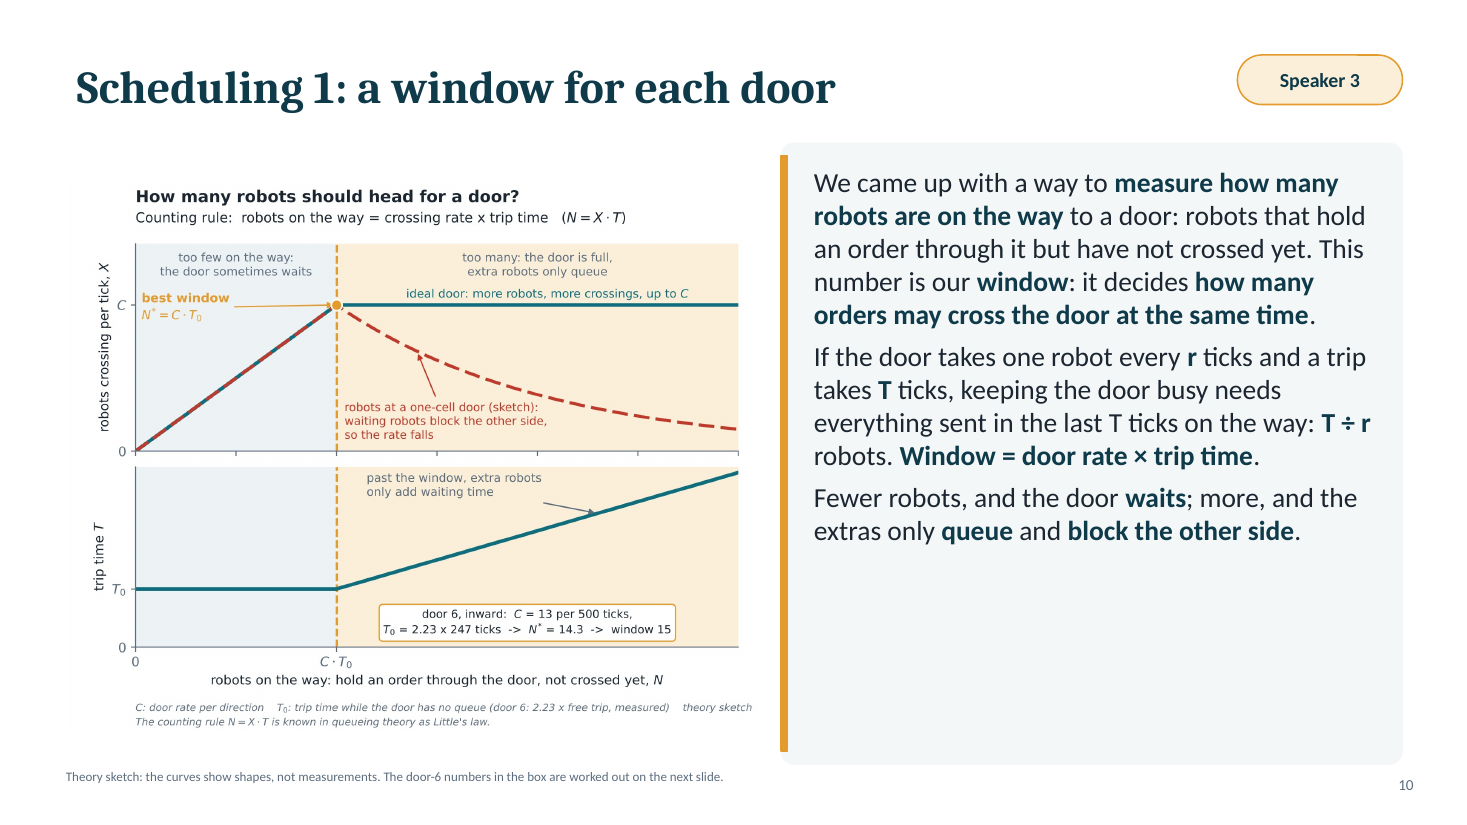 Scheduling 1: a window for each door
Speaker 3
How many robots should head for a door?
Counting rule:  robots on the way = crossing rate x trip time   (N = X · T)
too few on the way:
the door sometimes waits
too many: the door is full,
extra robots only queue
ideal door: more robots, more crossings, up to C
best window
N* = C · T₀
robots at a one-cell door (sketch):
waiting robots block the other side,
so the rate falls
robots crossing per tick, X
C
0
past the window, extra robots
only add waiting time
door 6, inward:  C = 13 per 500 ticks,
T₀ = 2.23 x 247 ticks  ->  N* = 14.3  ->  window 15
trip time T
T₀
0
0
C · T₀
robots on the way: hold an order through the door, not crossed yet, N
C: door rate per direction    T₀: trip time while the door has no queue (door 6: 2.23 x free trip, measured)    theory sketch
The counting rule N = X · T is known in queueing theory as Little's law.
We came up with a way to measure how many
robots are on the way to a door: robots that hold
an order through it but have not crossed yet. This
number is our window: it decides how many
orders may cross the door at the same time.
If the door takes one robot every r ticks and a trip
takes T ticks, keeping the door busy needs
everything sent in the last T ticks on the way: T ÷ r
robots. Window = door rate × trip time.
Fewer robots, and the door waits; more, and the
extras only queue and block the other side.
Theory sketch: the curves show shapes, not measurements. The door-6 numbers in the box are worked out on the next slide.
10